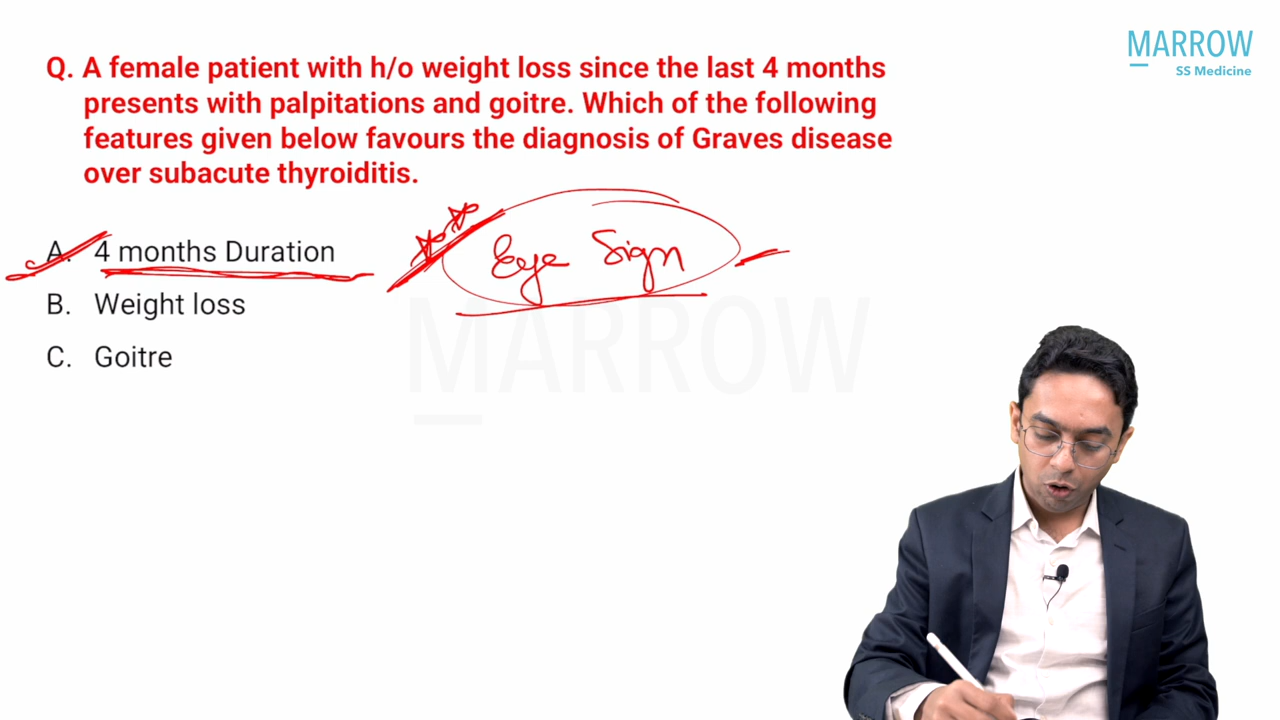 MARROW
SS Medicine
Q. A female patient with h/o weight loss since the last 4 months
presents with palpitations and goitre. Which of the following
features given below favours the diagnosis of Graves disease
over subacute thyroiditis.
A. 4 months Duration
Eye Sign
B. Weight loss
C. Goitre
MARROW